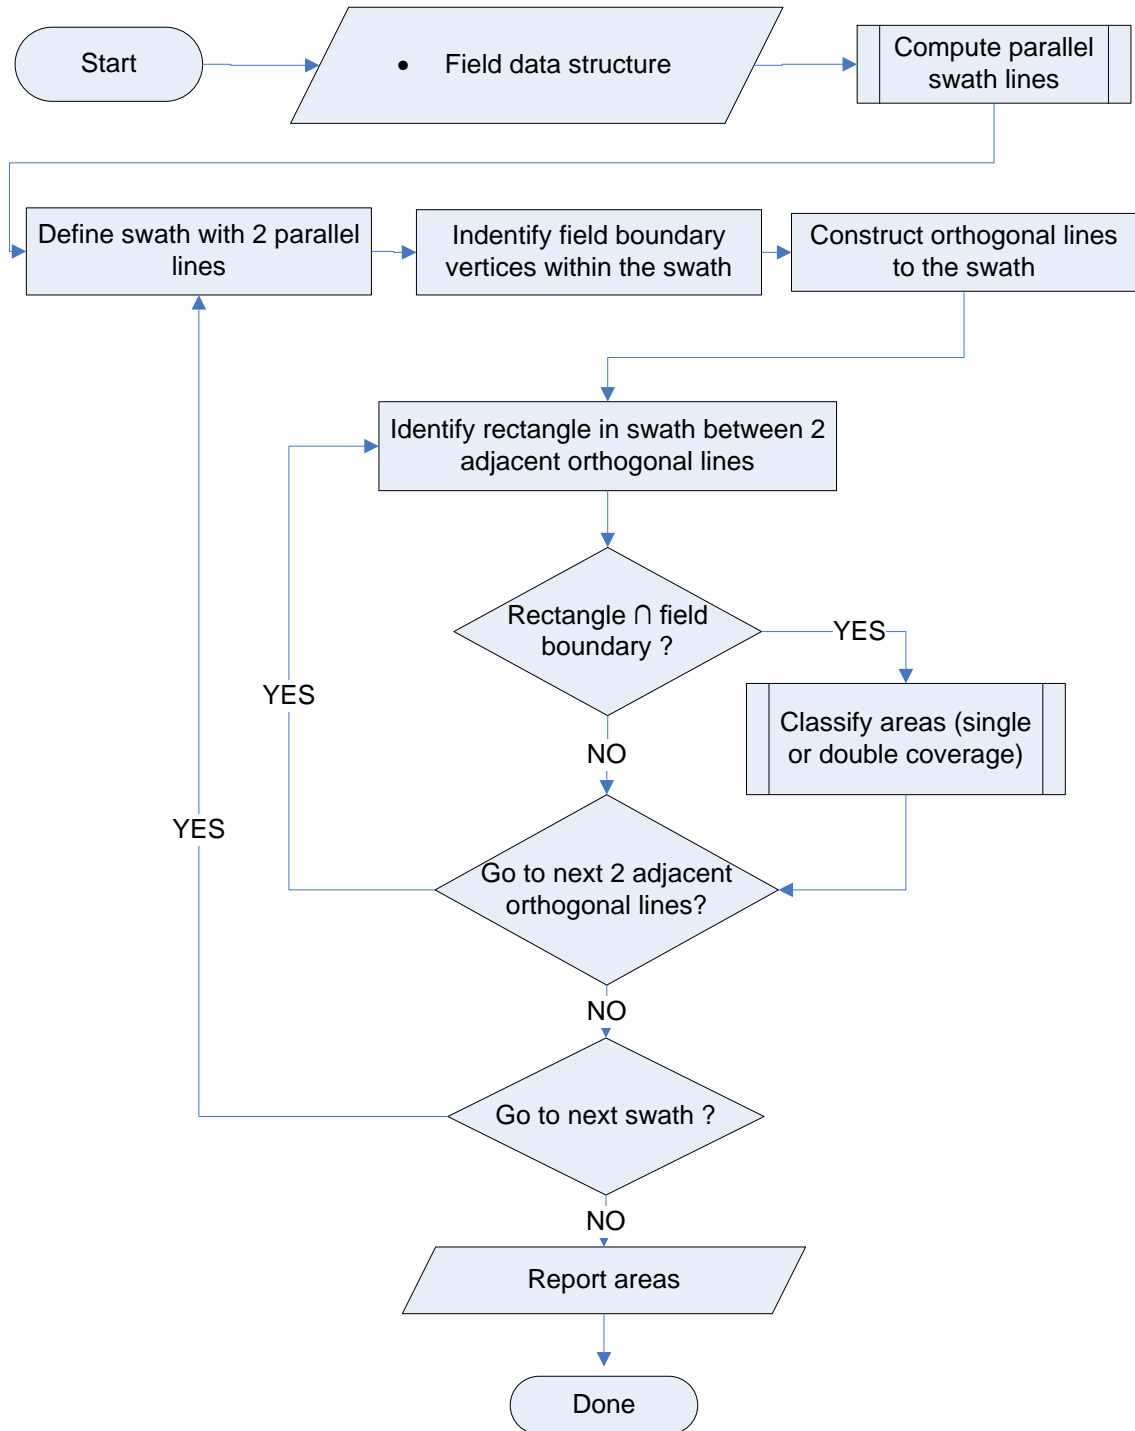 Start
• Field data structure
Compute parallel
swath lines
Define swath with 2 parallel
lines
Indentify field boundary
vertices within the swath
Construct orthogonal lines
to the swath
Identify rectangle in swath between 2
adjacent orthogonal lines
Rectangle ∩ field
boundary ?
YES
YES
Classify areas (single
or double coverage)
NO
YES
Go to next 2 adjacent
orthogonal lines?
NO
Go to next swath ?
NO
Report areas
Done